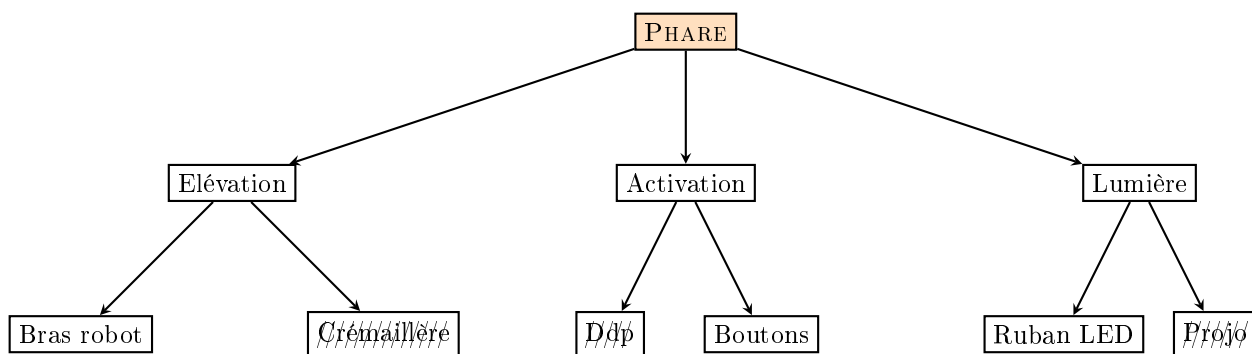 PHARE
Elévation
Activation
Lumière
Bras robot
Crémaillère
Ddp
Boutons
Ruban LED
Projo